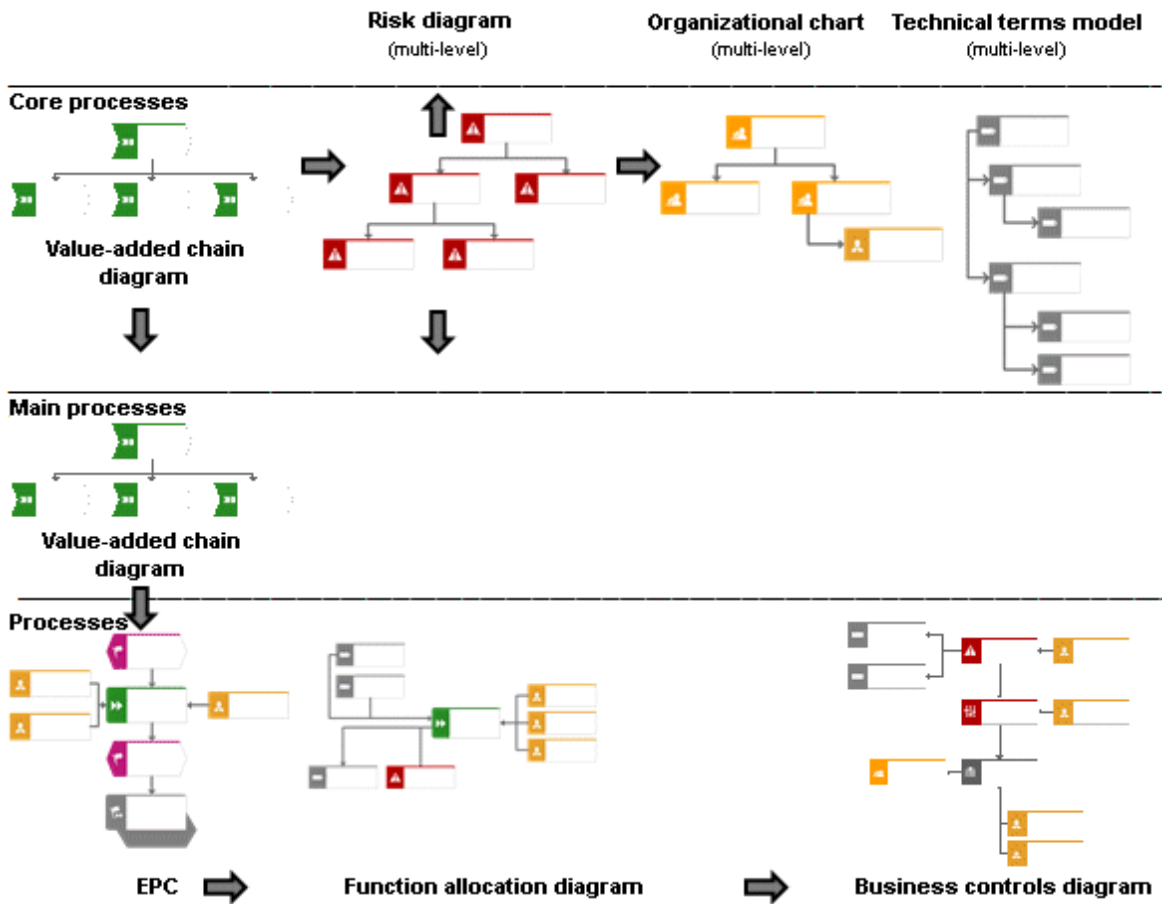 Risk diagram
(multi-level)
Organizational chart
(multi-level)
Technical terms model
(multi-level)
Core processes
Value-added chain
diagram
Main processes
Value-added chain
diagram
Processes
EPC
Function allocation diagram
Business controls diagram